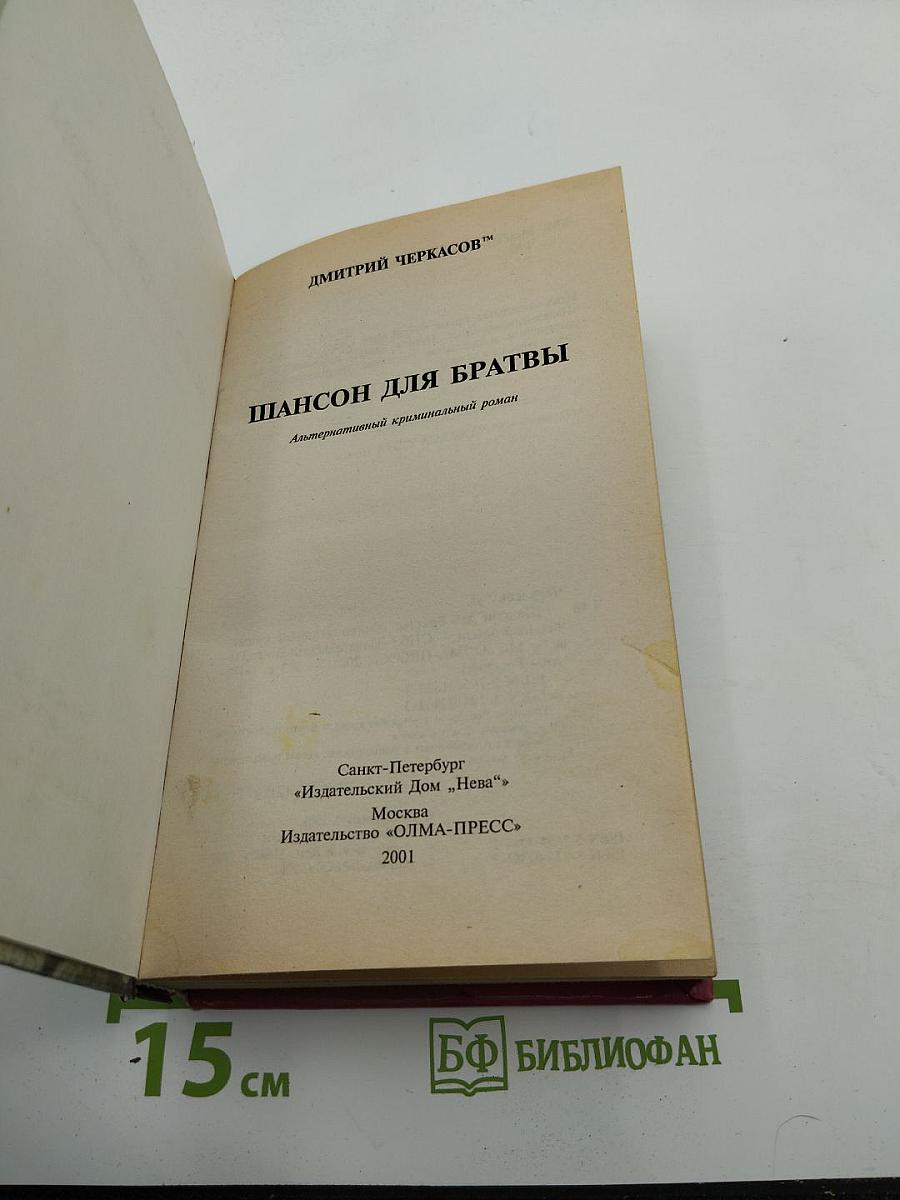 ДМИТРИЙ ЧЕРКАСОВ™
ШАНСОН ДЛЯ БРАТВЫ
Альтернативный криминальный роман
Санкт-Петербург
«Издательский Дом „Нева“»
Москва
Издательство «ОЛМА-ПРЕСС»
2001
15 см
БФ БИБЛИОФАН